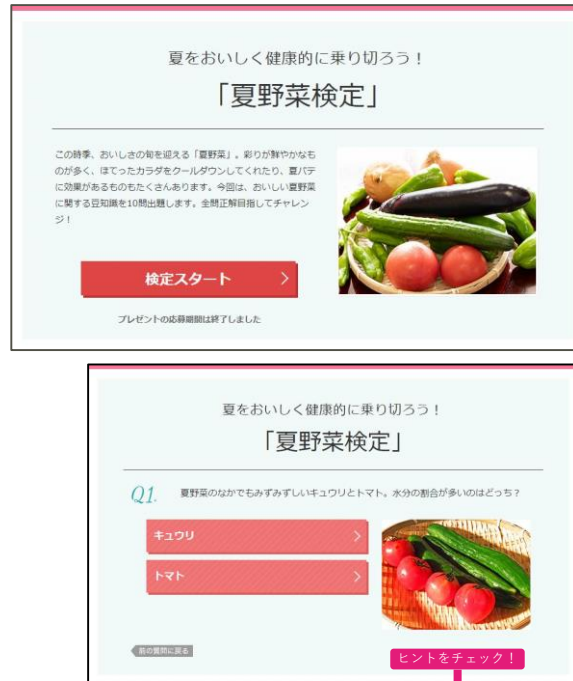 夏をおいしく健康的に乗り切ろう！
「夏野菜検定」
この時季、おいしさの旬を迎える「夏野菜」。彩りが鮮やかなも
のが多く、ほてったカラダをクールダウンしてくれたり、夏バテ
に効果があるものもたくさんあります。今回は、おいしい夏野菜
に関する豆知識を10問出題します。全問正解目指してチャレン
ジ！
検定スタート
プレゼントの応募期間は終了しました
夏をおいしく健康的に乗り切ろう！
「夏野菜検定」
Q1. 夏野菜のなかでもみずみずしいキュウリとトマト。水分の割合が多いのはどっち？
キュウリ
トマト
前の質問に戻る
ヒントをチェック！